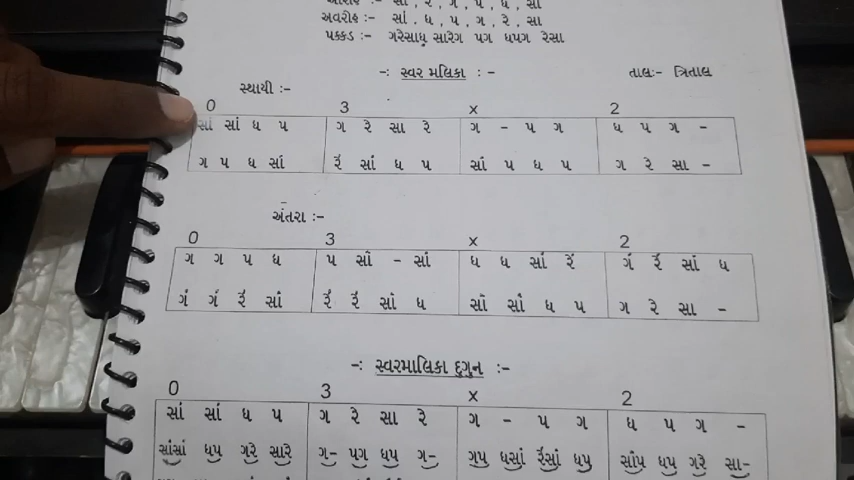 આરોહ :- સા , રે , ગ , પ , ધ , સાં
અવરોહ :- સાં , ધ , પ , ગ , રે , સા
પક્કડ :- ગરેસાધ઼ સારેગ પગ ધપગ રેસા
-: સ્વર મલિકા : -
તાલઃ- ત્રિતાલ
સ્થાયી :-
0 3 x 2
સાં સાં ધ પ ગ રે સા રે ગ - પ ગ ધ પ ગ -
ગ પ ધ સાં રેં સાં ધ પ સાં પ ધ પ ગ રે સા -
અંતરા :-
0 3 x 2
ગ ગ પ ધ પ સાં - સાં ધ ધ સાં રેં ગં રેં સાં ધ
ગં ગં રેં સાં રેં રેં સાં ધ સાં સાં ધ પ ગ રે સા -
-: સ્વરમાલિકા દુગુન :-
0 3 x 2
સાં સાં ધ પ ગ રે સા રે ગ - પ ગ ધ પ ગ -
સાંસાં ધપ ગરે સારે ગ- પગ ધપ ગ- ગપ ધસાં રેંસાં ધપ સાંપ ધપ ગરે સા-